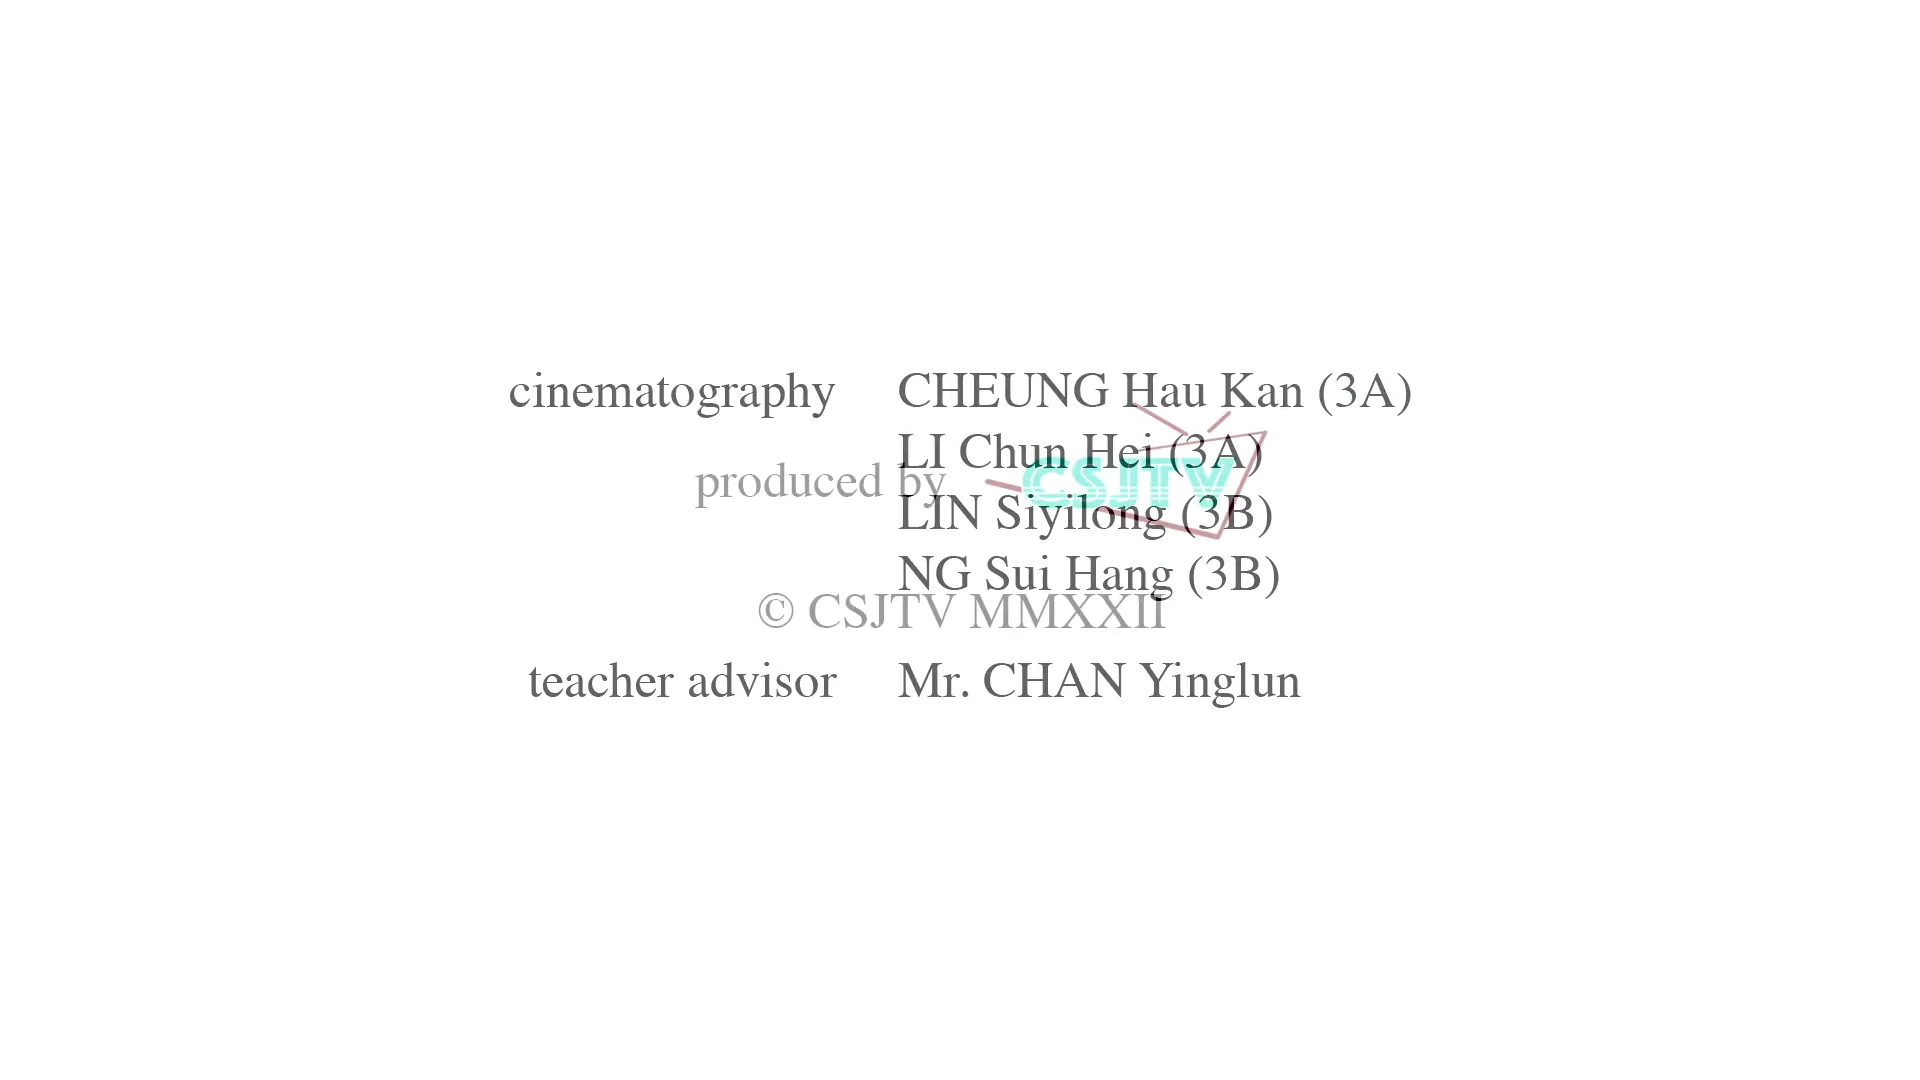 cinematography CHEUNG Hau Kan (3A)
LI Chun Hei (3A)
produced by CSJTV
LIN Siyilong (3B)
NG Sui Hang (3B)
© CSJTV MMXXII
teacher advisor Mr. CHAN Yinglun